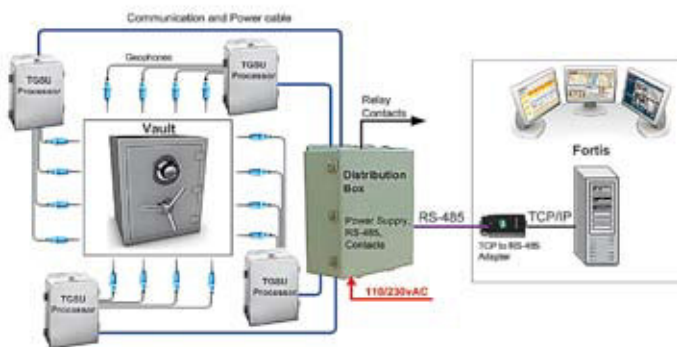 Communication and Power cable
TGSU
Processor
Geophones
TGSU
Processor
Relay
Contacts
Vault
Fortis
Distribution
Box
Power Supply,
RS-485,
Contacts
RS-485
TCP/IP
TCP to RS-485
Adapter
TGSU
Processor
TGSU
Processor
110/230vAC